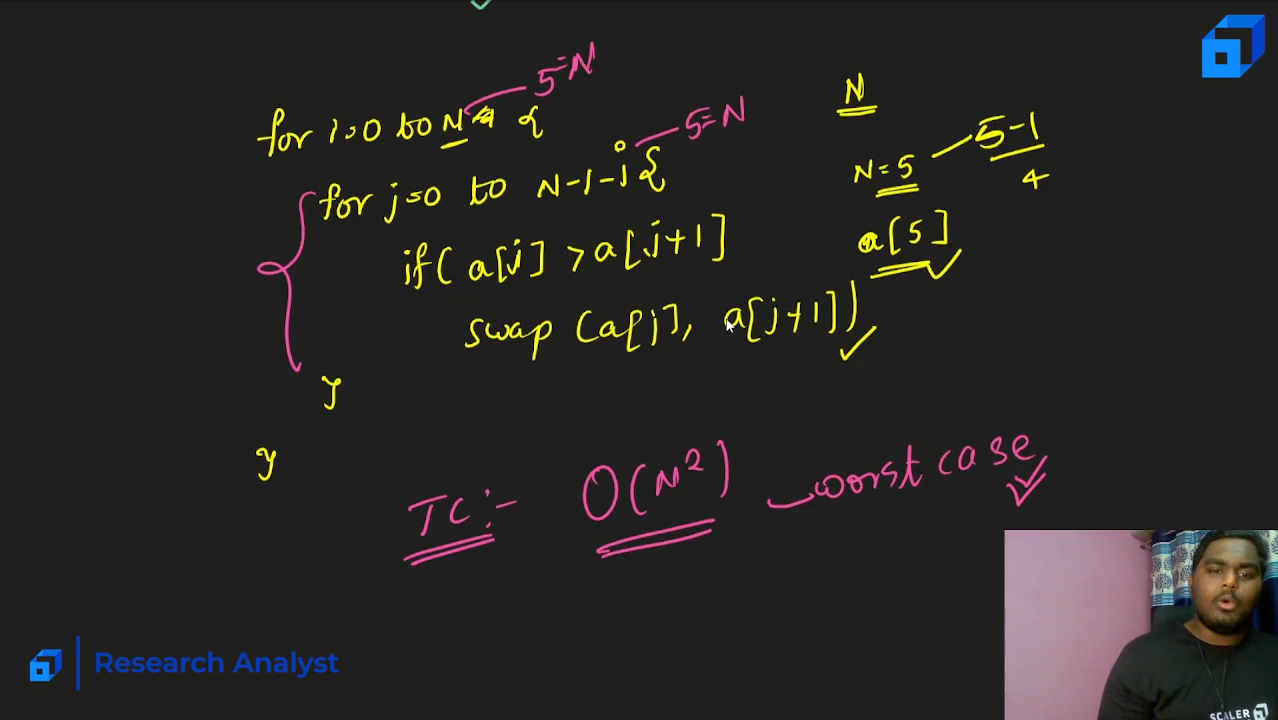 for i=0 to N {
5=N
for j=0 to N-1-i {
5=N
if( a[j] > a[j+1]
swap (a[j], a[j+1])
}
}
N
N=5
5-1
4
a[5]
TC:- O(N²)
worst case
Research Analyst
SCALER